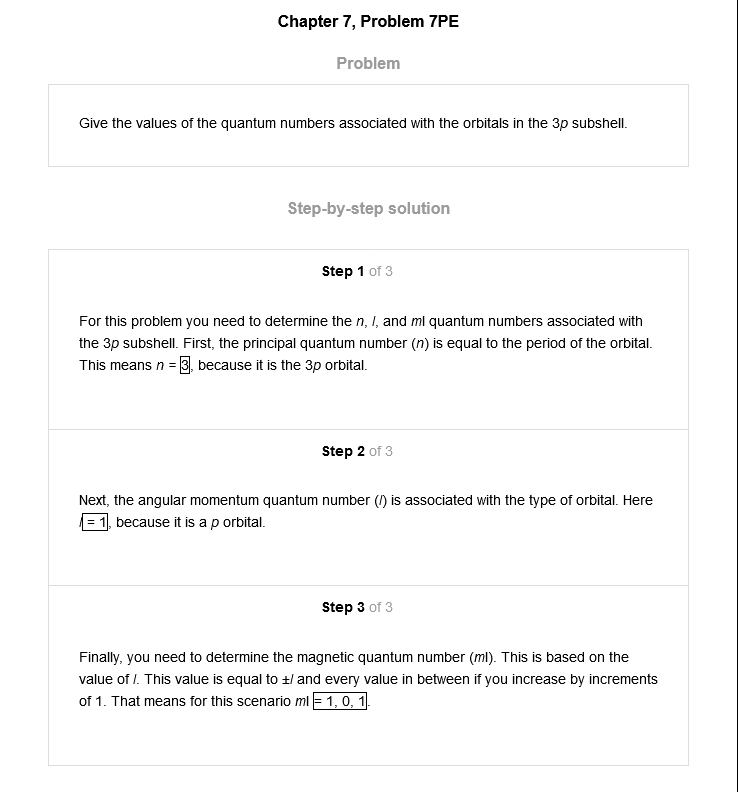 Chapter 7, Problem 7PE
Problem
Give the values of the quantum numbers associated with the orbitals in the 3p subshell.
Step-by-step solution
Step 1 of 3
For this problem you need to determine the n, l, and ml quantum numbers associated with
the 3p subshell. First, the principal quantum number (n) is equal to the period of the orbital.
This means n = 3, because it is the 3p orbital.
Step 2 of 3
Next, the angular momentum quantum number (l) is associated with the type of orbital. Here
l = 1, because it is a p orbital.
Step 3 of 3
Finally, you need to determine the magnetic quantum number (ml). This is based on the
value of l. This value is equal to ±l and every value in between if you increase by increments
of 1. That means for this scenario ml = 1, 0, 1.